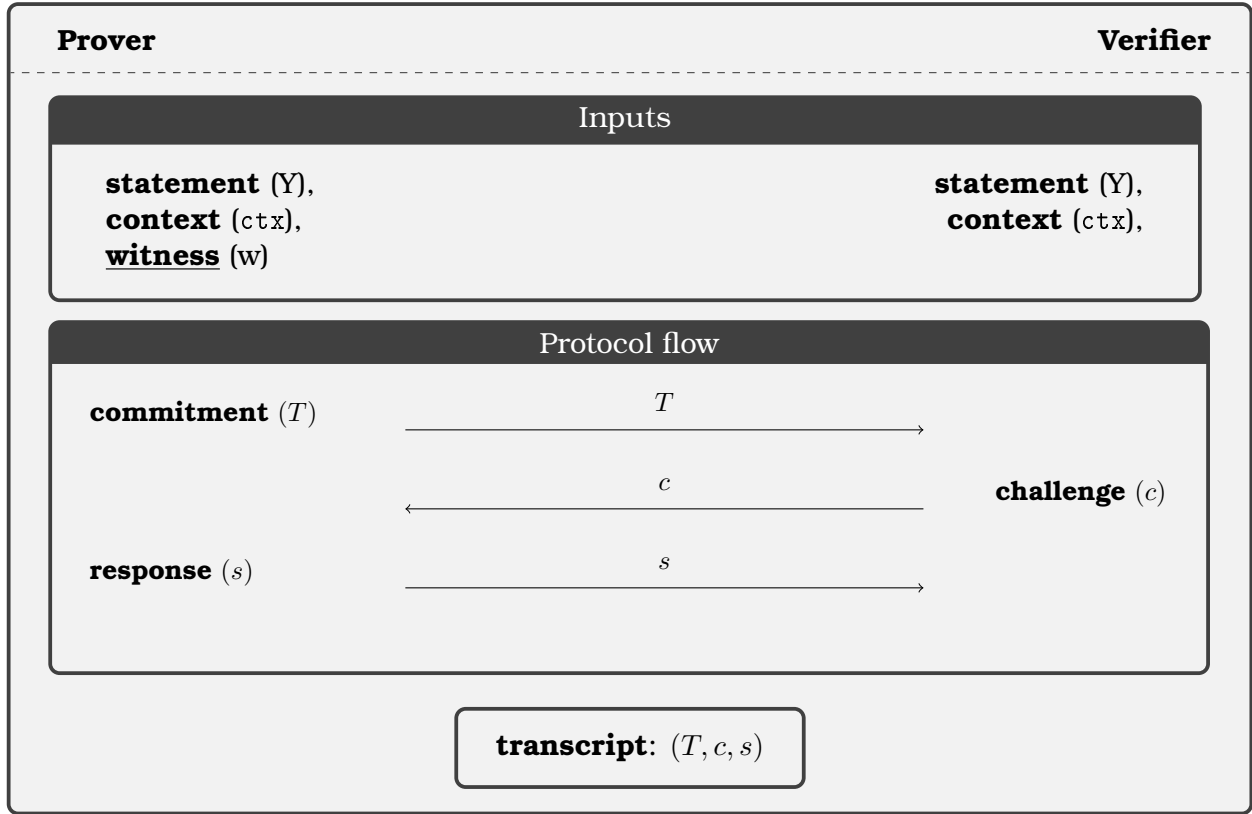 Prover Verifier
Inputs
statement (Y), statement (Y),
context (ctx), context (ctx),
witness (w)
Protocol flow
commitment (T) T
c challenge (c)
response (s) s
transcript: (T, c, s)